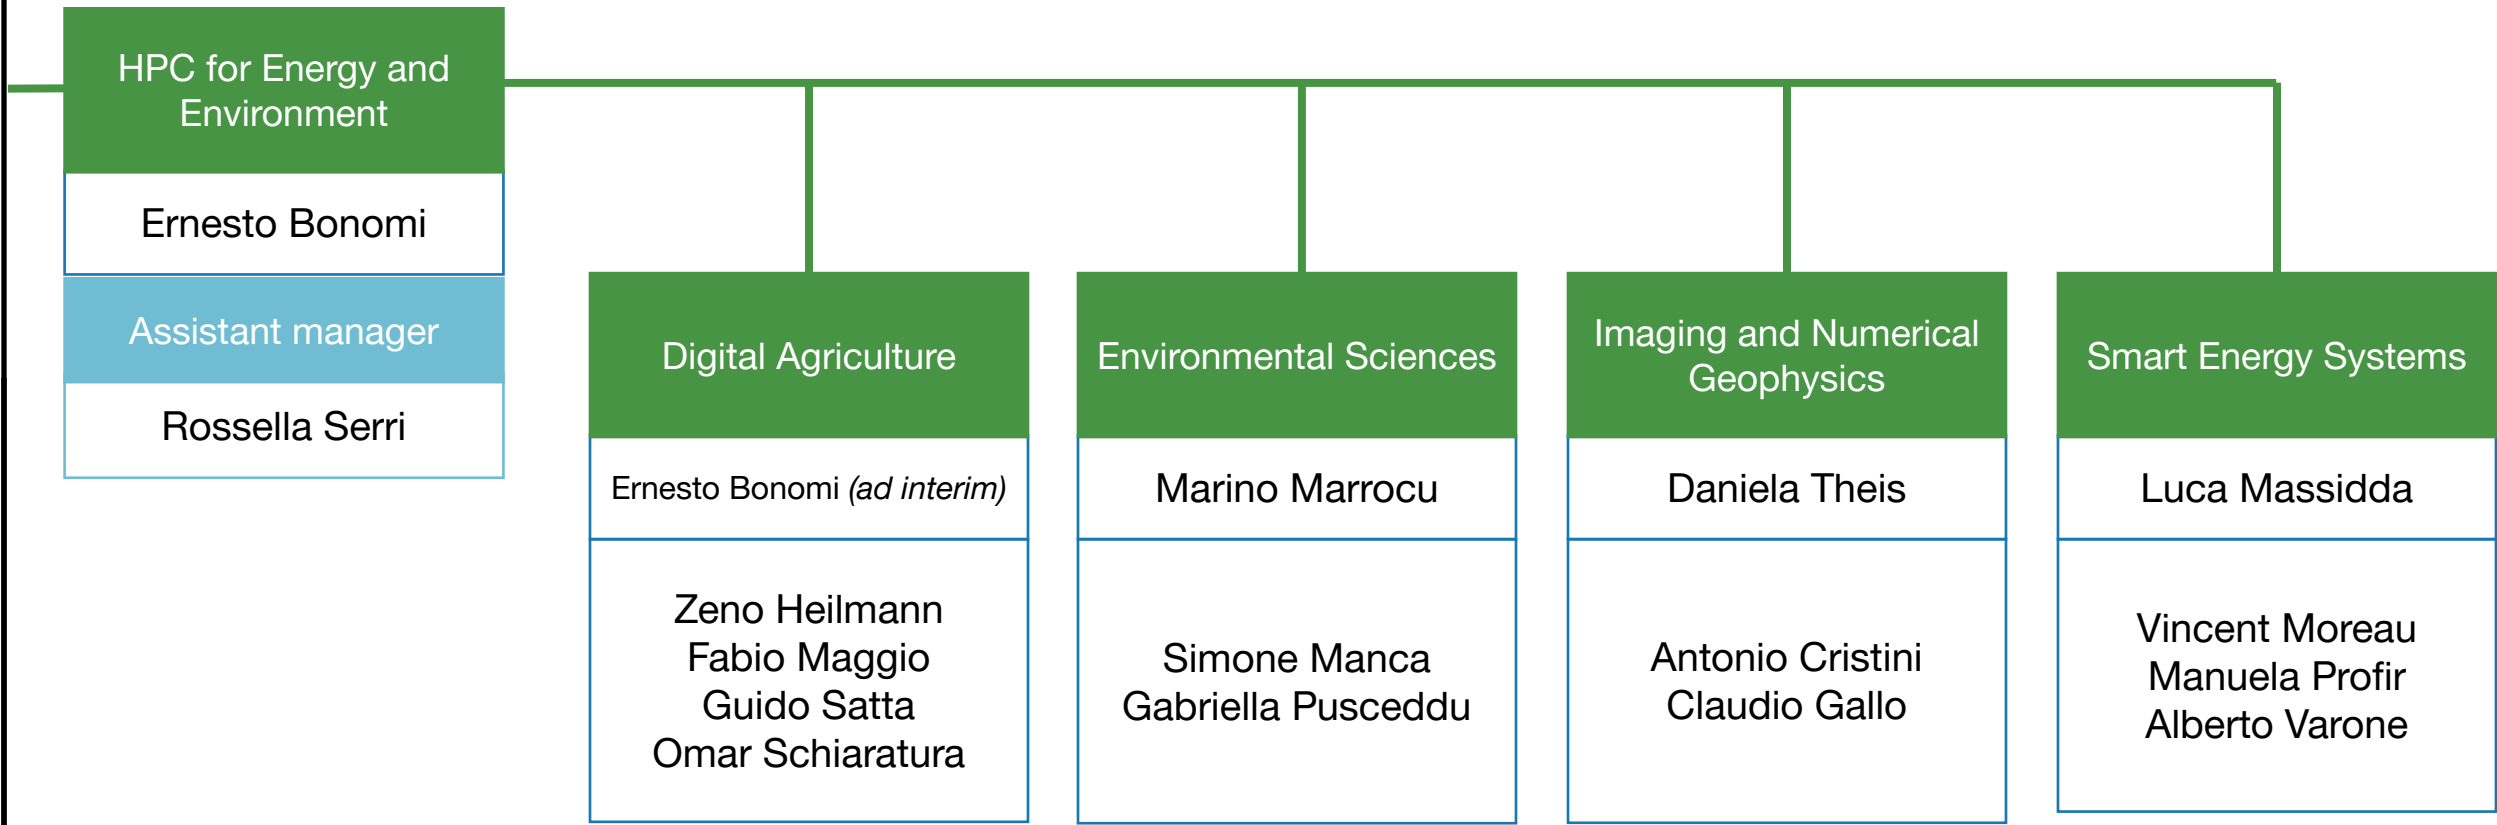 HPC for Energy and
Environment
Ernesto Bonomi
Assistant manager
Rossella Serri
Digital Agriculture
Ernesto Bonomi (ad interim)
Zeno Heilmann
Fabio Maggio
Guido Satta
Omar Schiaratura
Environmental Sciences
Marino Marrocu
Simone Manca
Gabriella Pusceddu
Imaging and Numerical
Geophysics
Daniela Theis
Antonio Cristini
Claudio Gallo
Smart Energy Systems
Luca Massidda
Vincent Moreau
Manuela Profir
Alberto Varone